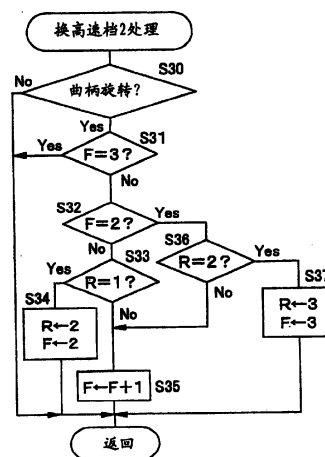 换高速档2处理
S30
No
曲柄旋转?
Yes
S31
Yes
F=3?
No
S32
F=2?
Yes
S36
No
S33
R=2?
Yes
S37
Yes
R=1?
No
R←3
F←3
S34
No
R←2
F←2
F←F+1
S35
返回